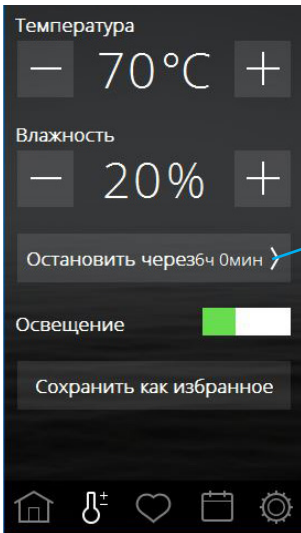 Температура
— 70°C +
Влажность
— 20% +
Остановить через6ч 0мин
Освещение
Сохранить как избранное